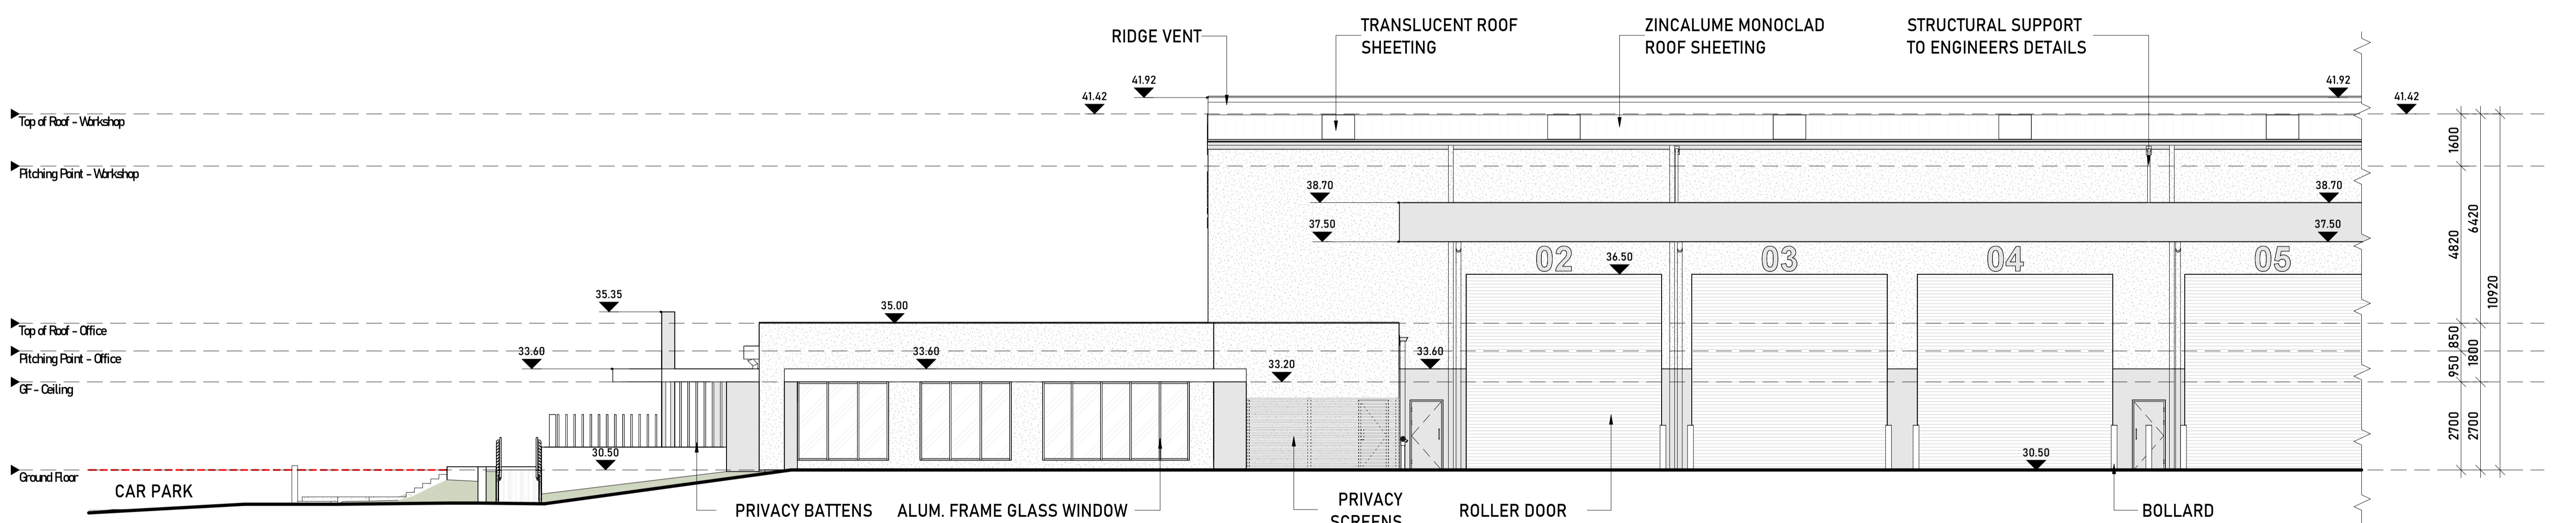 RIDGE VENT
TRANSLUCENT ROOF
SHEETING
ZINCALUME MONOCLAD
ROOF SHEETING
STRUCTURAL SUPPORT
TO ENGINEERS DETAILS
41.92
41.92
41.42
41.42
Top of Roof - Workshop
1600
Pitching Point - Workshop
38.70
38.70
37.50
37.50
6420
4820
02
03
04
05
36.50
10920
35.35
35.00
Top of Roof - Office
850
33.60
33.60
33.60
Pitching Point - Office
1800
950
33.20
GF - Ceiling
2700
2700
30.50
30.50
Ground Floor
CAR PARK
PRIVACY BATTENS
ALUM. FRAME GLASS WINDOW
PRIVACY
SCREENS
ROLLER DOOR
BOLLARD